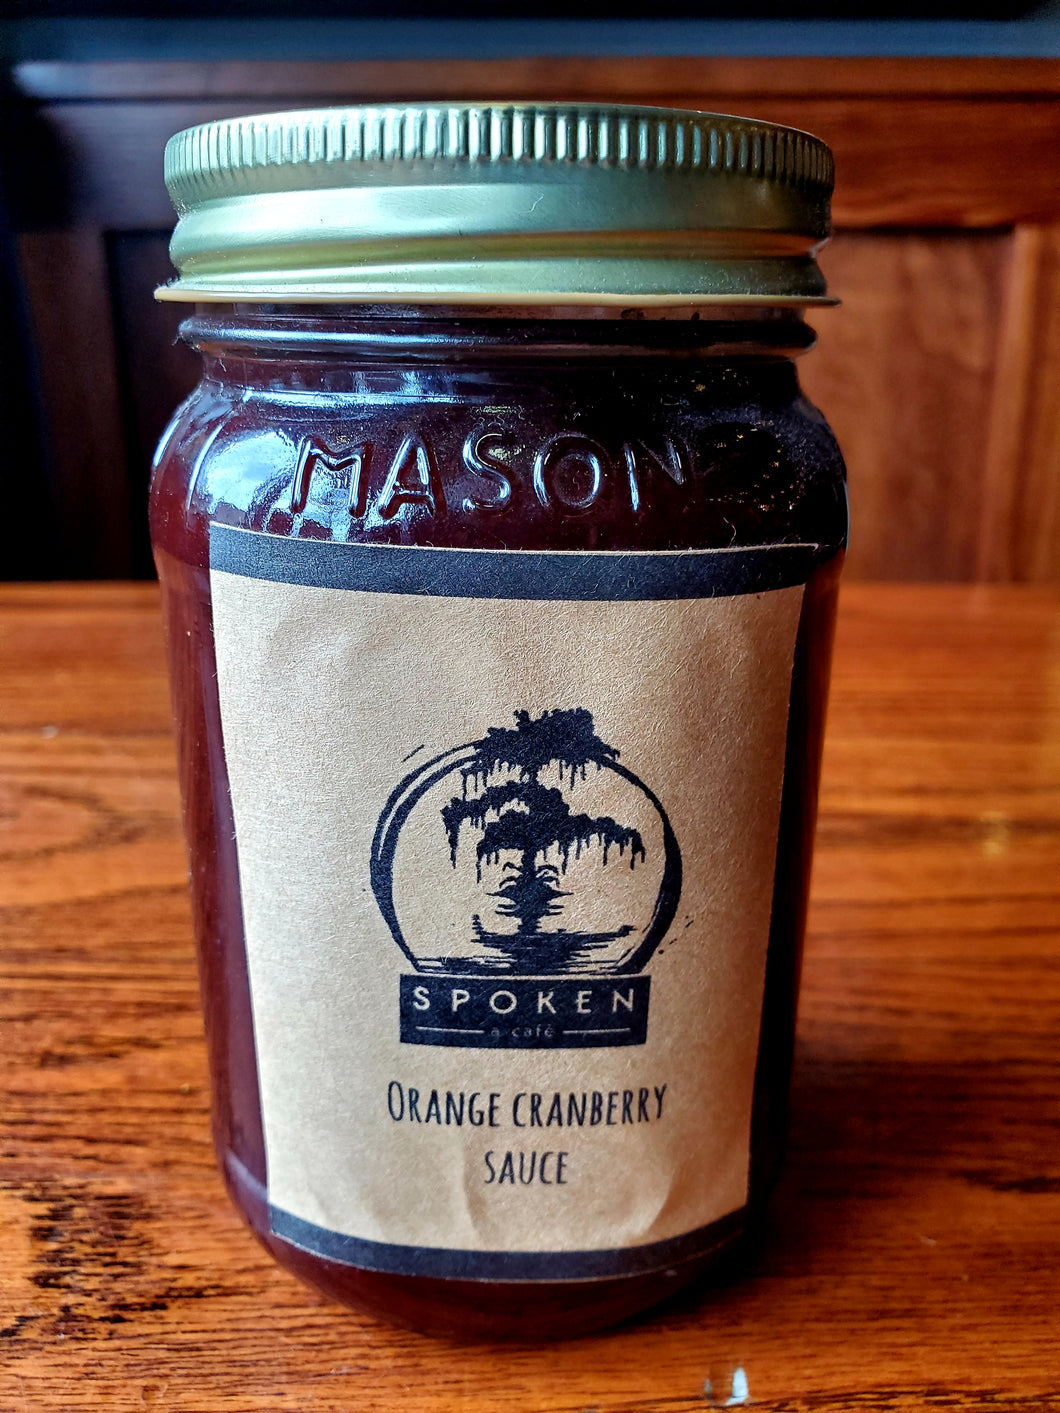 MASON
SPOKEN
a café
ORANGE CRANBERRY
SAUCE